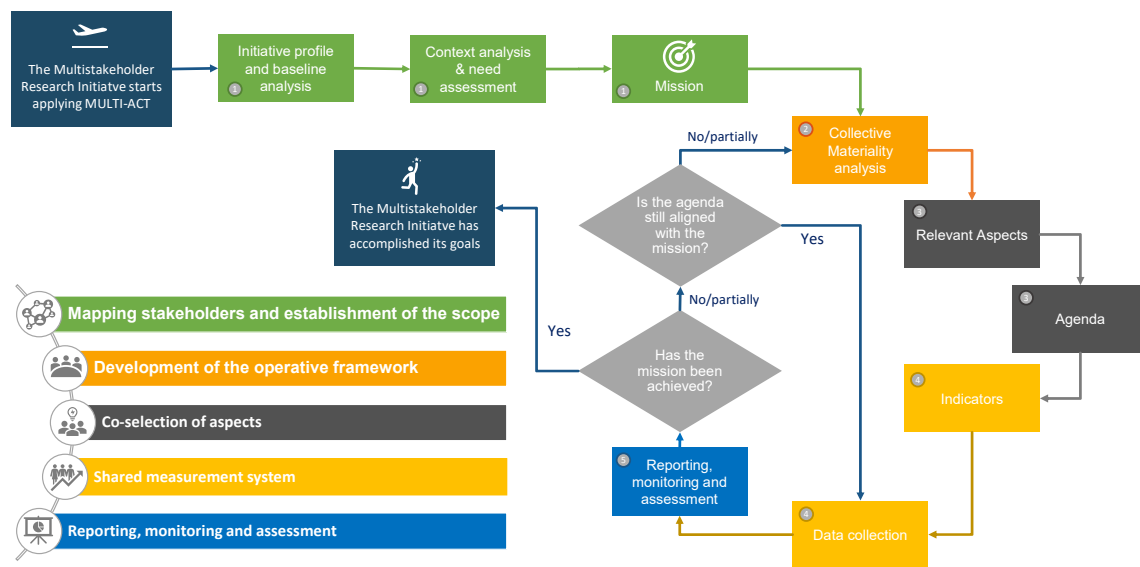 The Multistakeholder
Research Initiatve starts
applying MULTI-ACT
Initiative profile
and baseline
analysis
1
Context analysis
& need
assessment
1
Mission
1
No/partially
2
Collective
Materiality
analysis
The Multistakeholder
Research Initiatve has
accomplished its goals
Is the agenda
still aligned
with the
mission?
Yes
3
Relevant Aspects
3
Agenda
No/partially
Yes
Has the
mission been
achieved?
4
Indicators
5
Reporting,
monitoring and
assessment
4
Data collection
Mapping stakeholders and establishment of the scope
Development of the operative framework
Co-selection of aspects
Shared measurement system
Reporting, monitoring and assessment